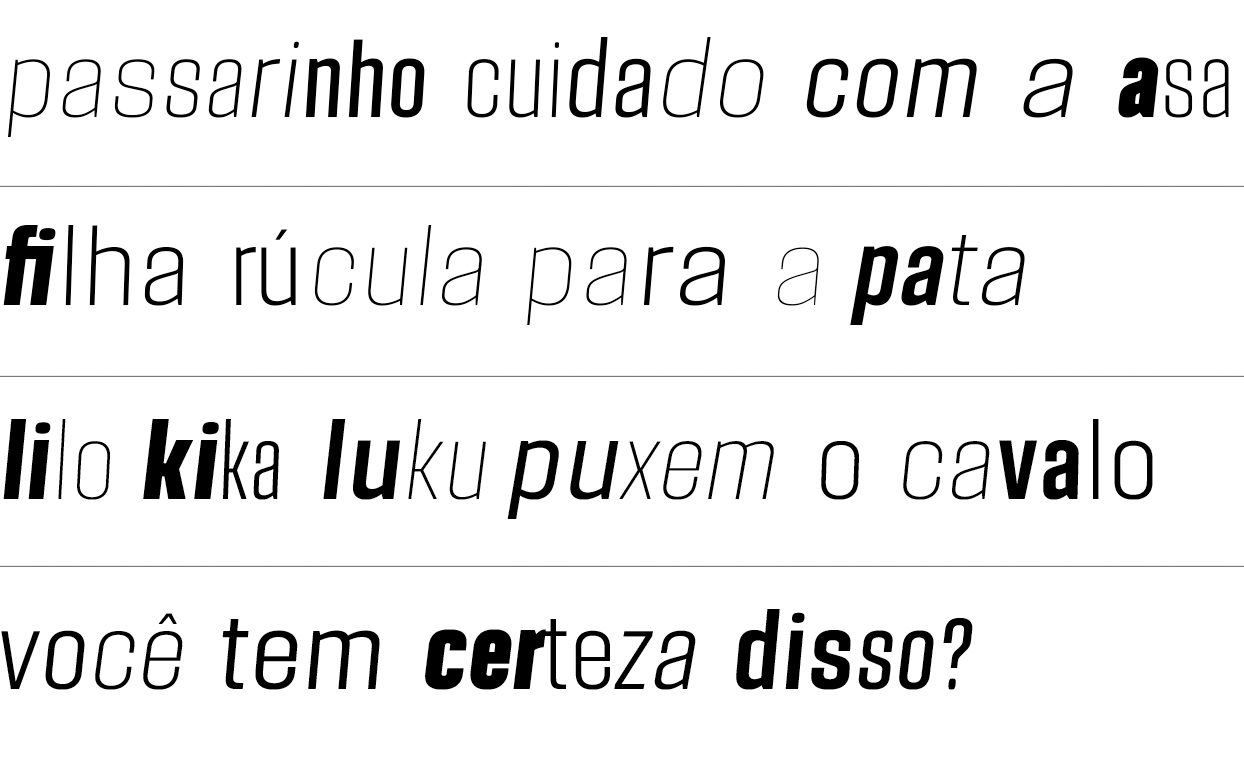 passarinho cuidado com a asa
filha rúcula para a pata
lilo kika luku puxem o cavalo
você tem certeza disso?